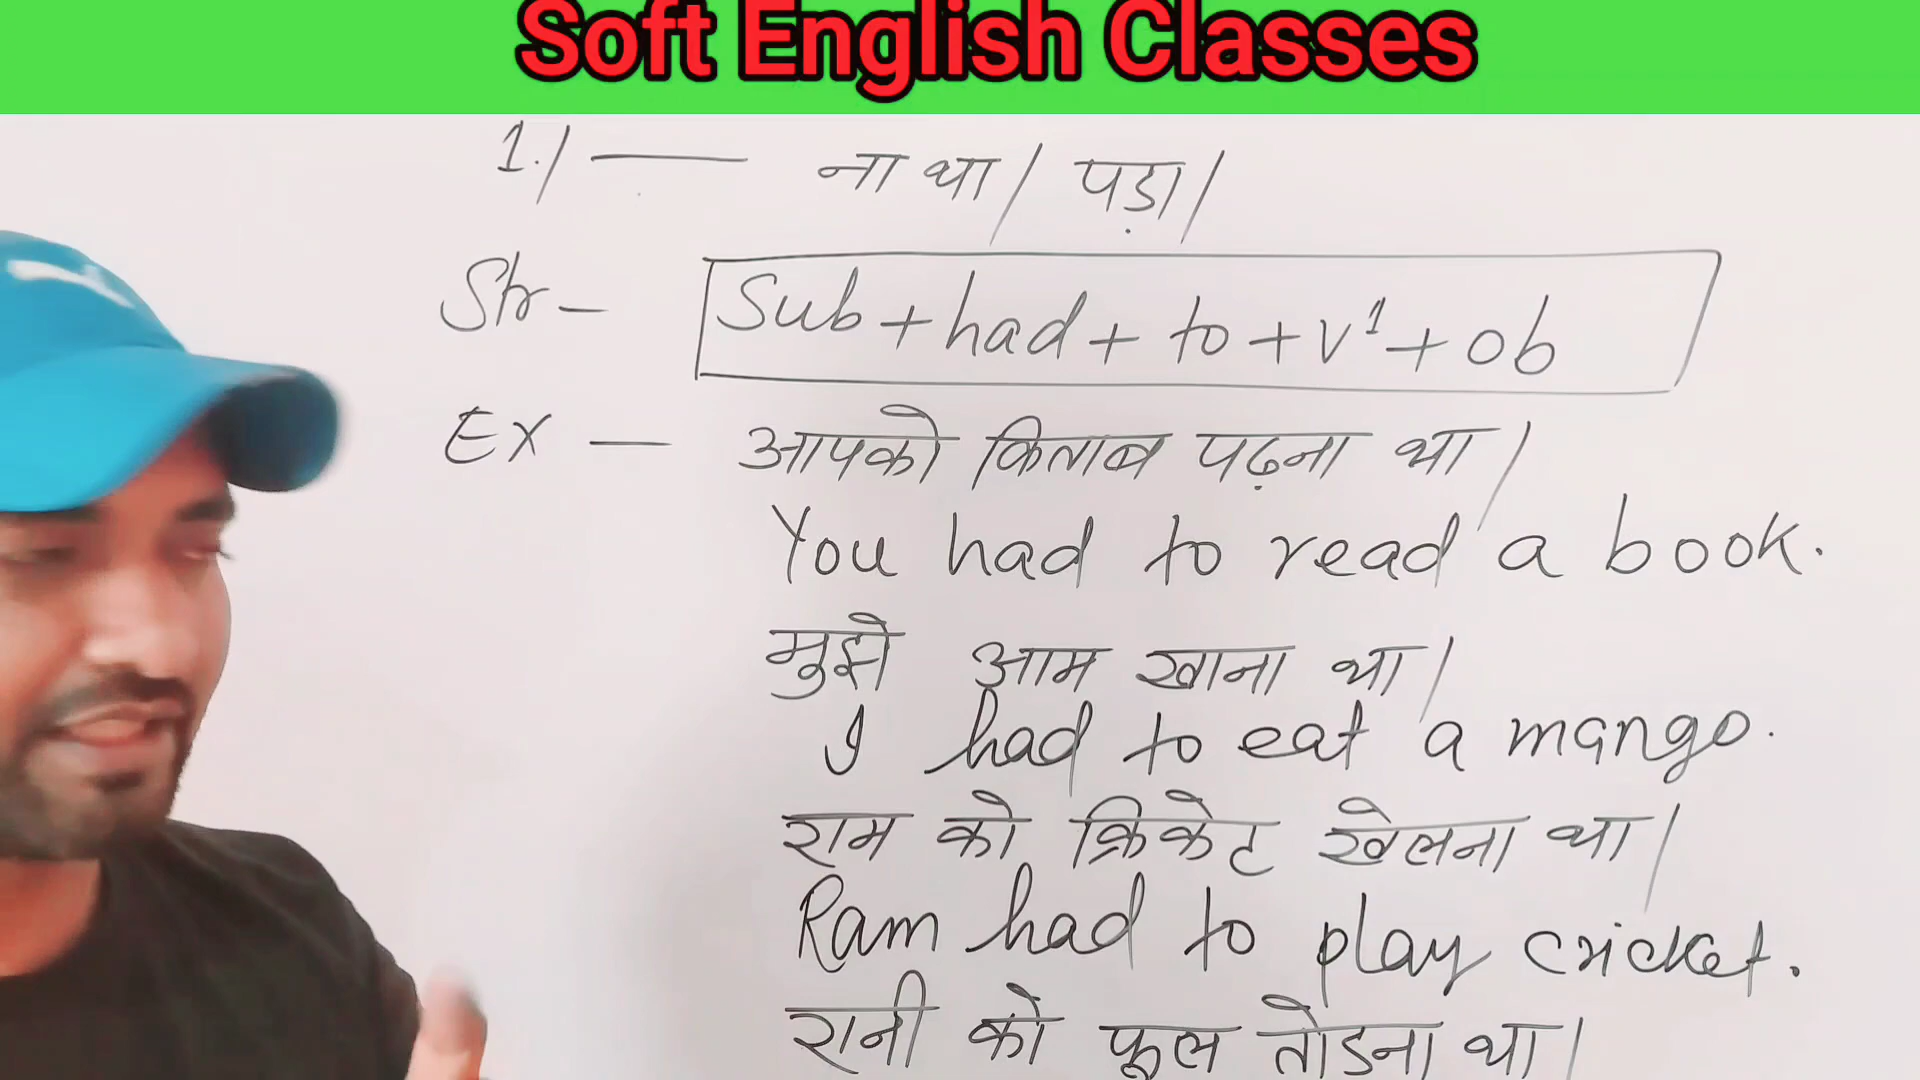 Soft English Classes
1.| — ना था| पड़ा|
Str - Sub + had + to + V¹ + ob
Ex — आपको किताब पढ़ना था|
You had to read a book.
मुझे आम खाना था|
I had to eat a mango.
राम को क्रिकेट खेलना था|
Ram had to play cricket.
रानी को फूल तोडना था|